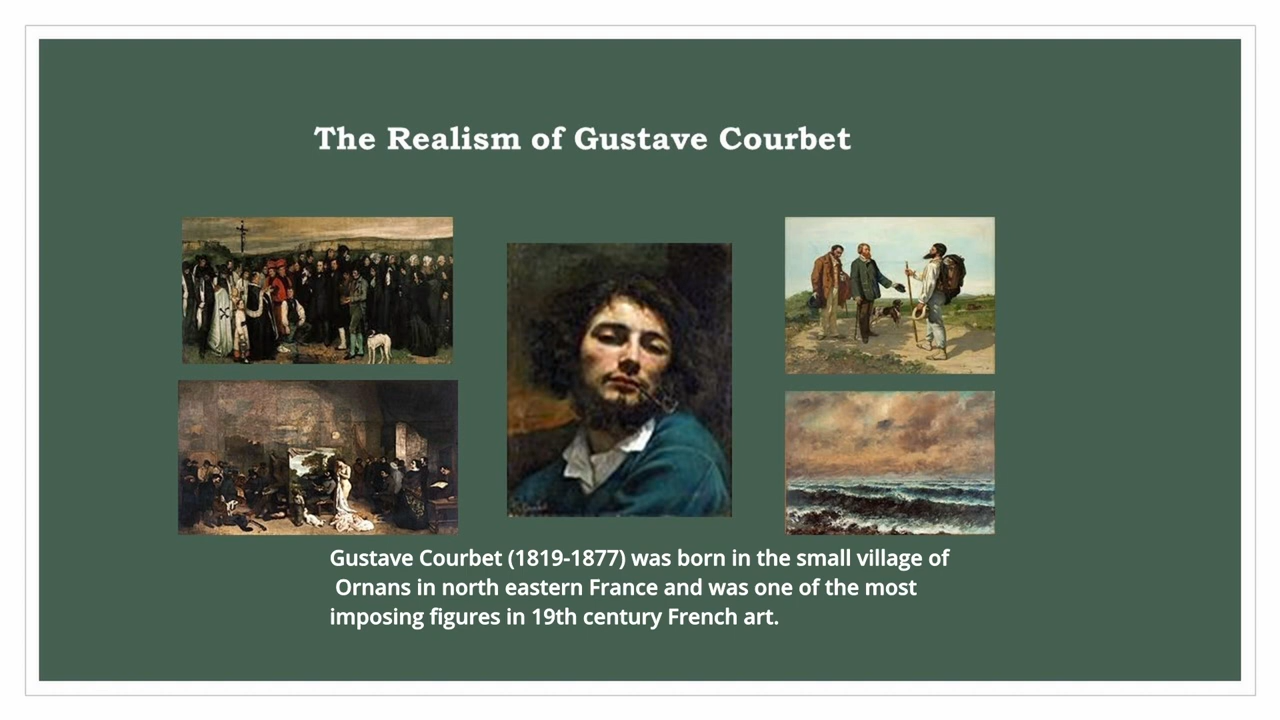 The Realism of Gustave Courbet
Gustave Courbet (1819-1877) was born in the small village of
Ornans in north eastern France and was one of the most
imposing figures in 19th century French art.